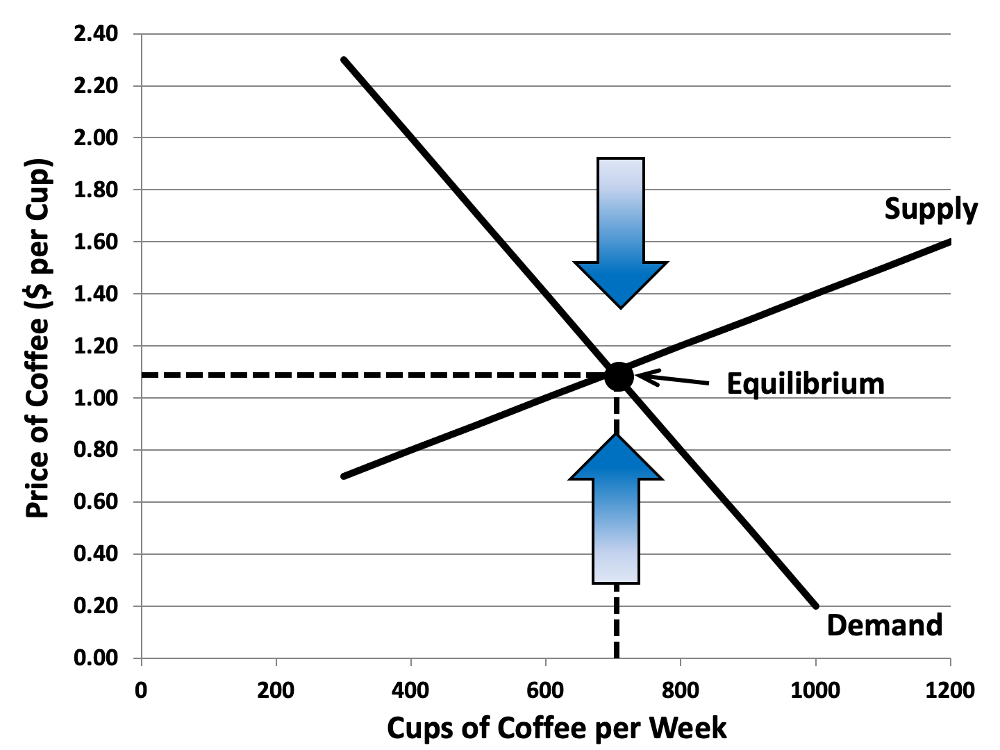 2.40
2.20
2.00
1.80
1.60
1.40
1.20
1.00
0.80
0.60
0.40
0.20
0.00
Price of Coffee ($ per Cup)
Supply
Equilibrium
Demand
0 200 400 600 800 1000 1200
Cups of Coffee per Week